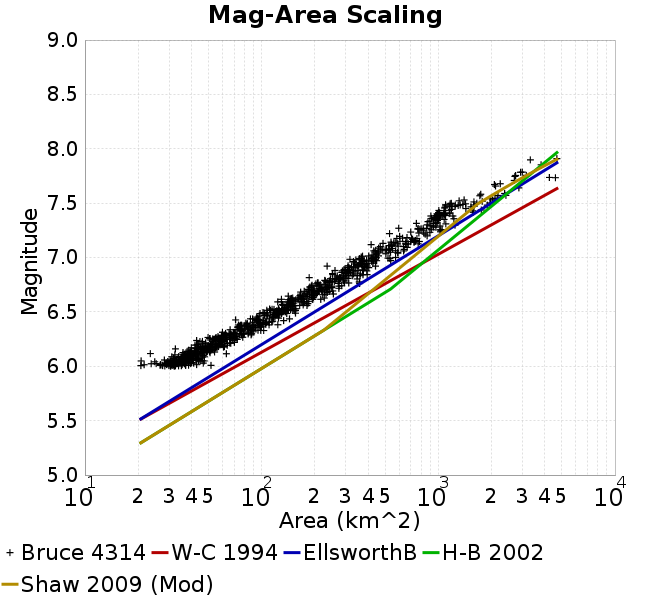 Mag-Area Scaling
9.0
8.5
8.0
7.5
7.0
6.5
6.0
5.5
5.0
Magnitude
10^1 2 3 4 5 10^2 2 3 4 5 10^3 2 3 4 5 10^4
Area (km^2)
Bruce 4314 W-C 1994 EllsworthB H-B 2002
Shaw 2009 (Mod)